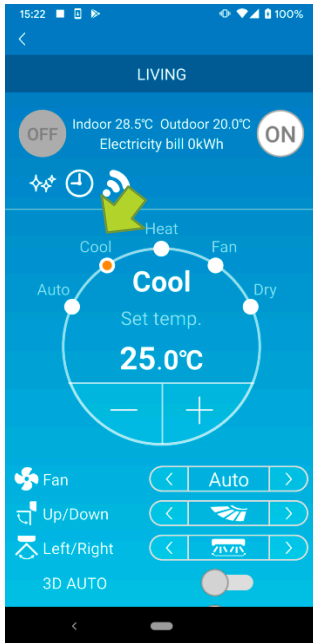 15:22 100%
LIVING
OFF Indoor 28.5℃ Outdoor 20.0℃ ON
Electricity bill 0kWh
Heat
Cool Fan
Auto Cool Dry
Set temp.
25.0℃
Fan Auto
Up/Down
Left/Right
3D AUTO